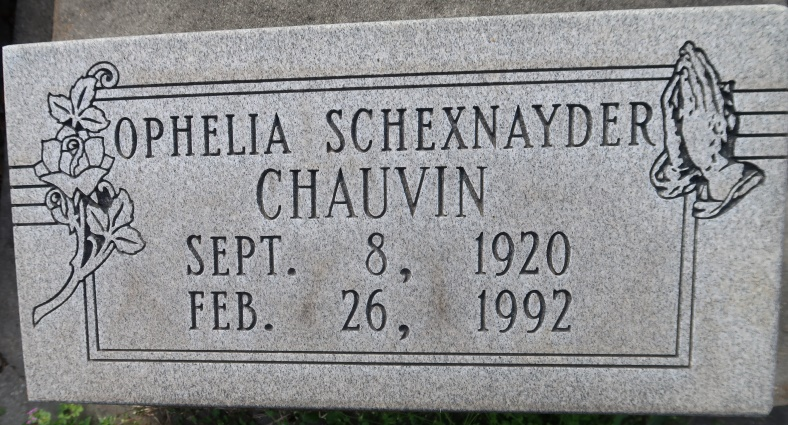 OPHELIA SCHEXNAYDER
CHAUVIN
SEPT. 8, 1920
FEB. 26, 1992